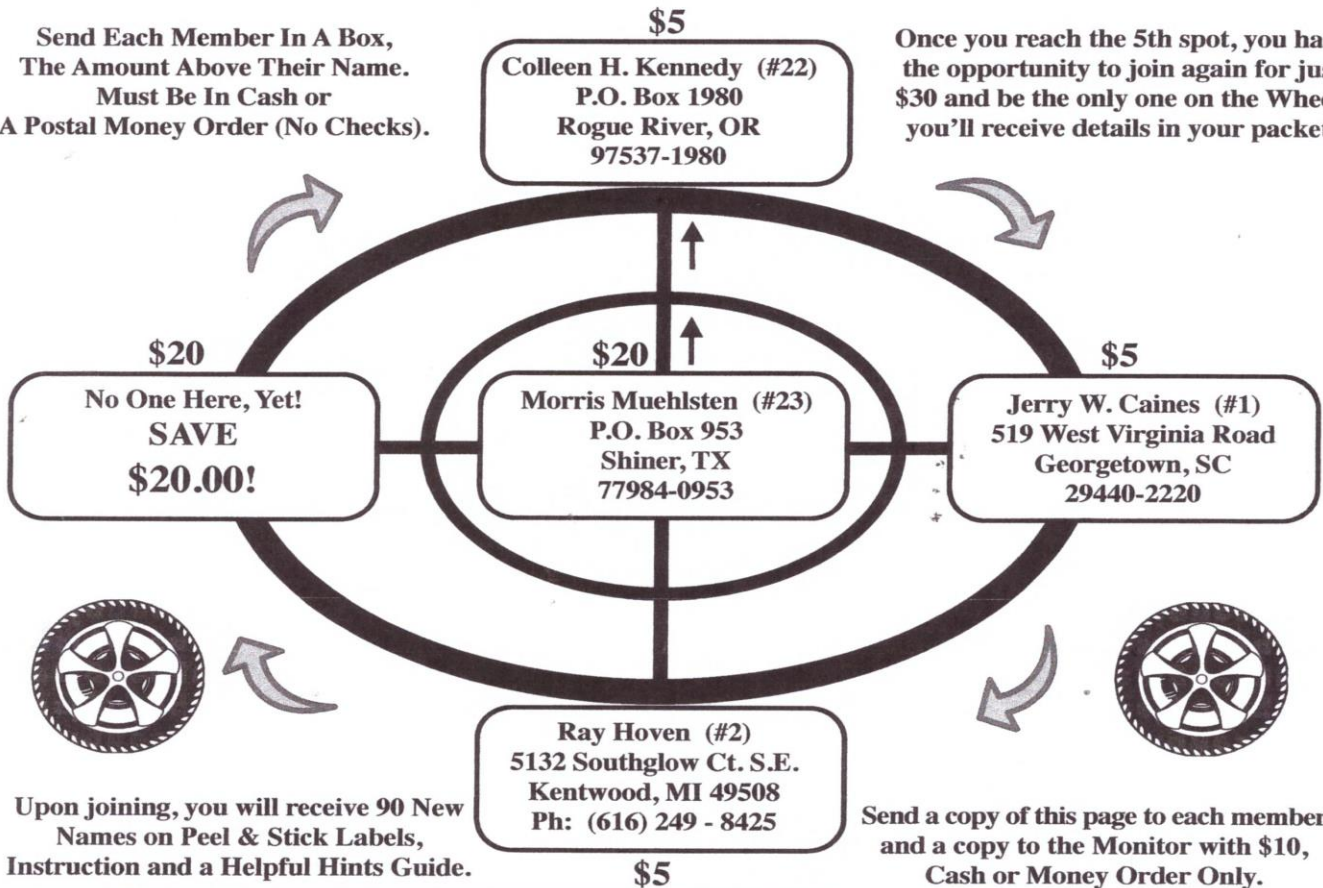 Send Each Member In A Box,
The Amount Above Their Name.
Must Be In Cash or
A Postal Money Order (No Checks).
$5
Colleen H. Kennedy (#22)
P.O. Box 1980
Rogue River, OR
97537-1980
Once you reach the 5th spot, you ha
the opportunity to join again for jus
$30 and be the only one on the Whee
you'll receive details in your packet
$20
No One Here, Yet!
SAVE
$20.00!
$20
Morris Muehlsten (#23)
P.O. Box 953
Shiner, TX
77984-0953
$5
Jerry W. Caines (#1)
519 West Virginia Road
Georgetown, SC
29440-2220
Ray Hoven (#2)
5132 Southglow Ct. S.E.
Kentwood, MI 49508
Ph: (616) 249 - 8425
$5
Upon joining, you will receive 90 New
Names on Peel & Stick Labels,
Instruction and a Helpful Hints Guide.
Send a copy of this page to each member
and a copy to the Monitor with $10,
Cash or Money Order Only.